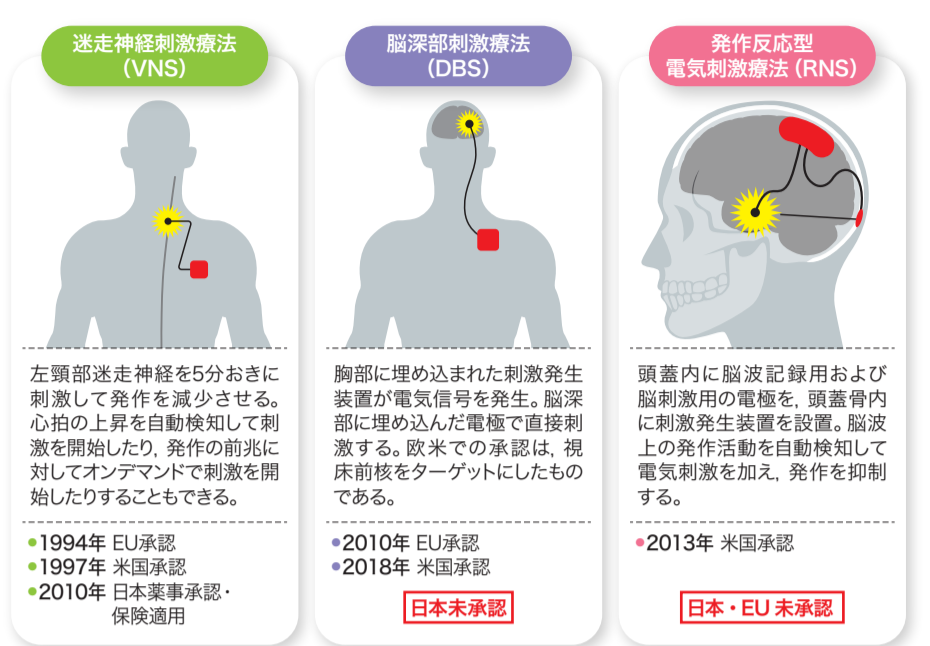 迷走神経刺激療法
（VNS）
左頸部迷走神経を5分おきに
刺激して発作を減少させる。
心拍の上昇を自動検知して刺
激を開始したり，発作の前兆に
対してオンデマンドで刺激を開
始したりすることもできる。
●1994年 EU承認
●1997年 米国承認
●2010年 日本薬事承認・
保険適用
脳深部刺激療法
（DBS）
胸部に埋め込まれた刺激発生
装置が電気信号を発生。脳深
部に埋め込んだ電極で直接刺
激する。欧米での承認は，視
床前核をターゲットにしたもの
である。
●2010年 EU承認
●2018年 米国承認
日本未承認
発作反応型
電気刺激療法（RNS）
頭蓋内に脳波記録用および
脳刺激用の電極を，頭蓋骨内
に刺激発生装置を設置。脳波
上の発作活動を自動検知して
電気刺激を加え，発作を抑制
する。
●2013年 米国承認
日本・EU 未承認